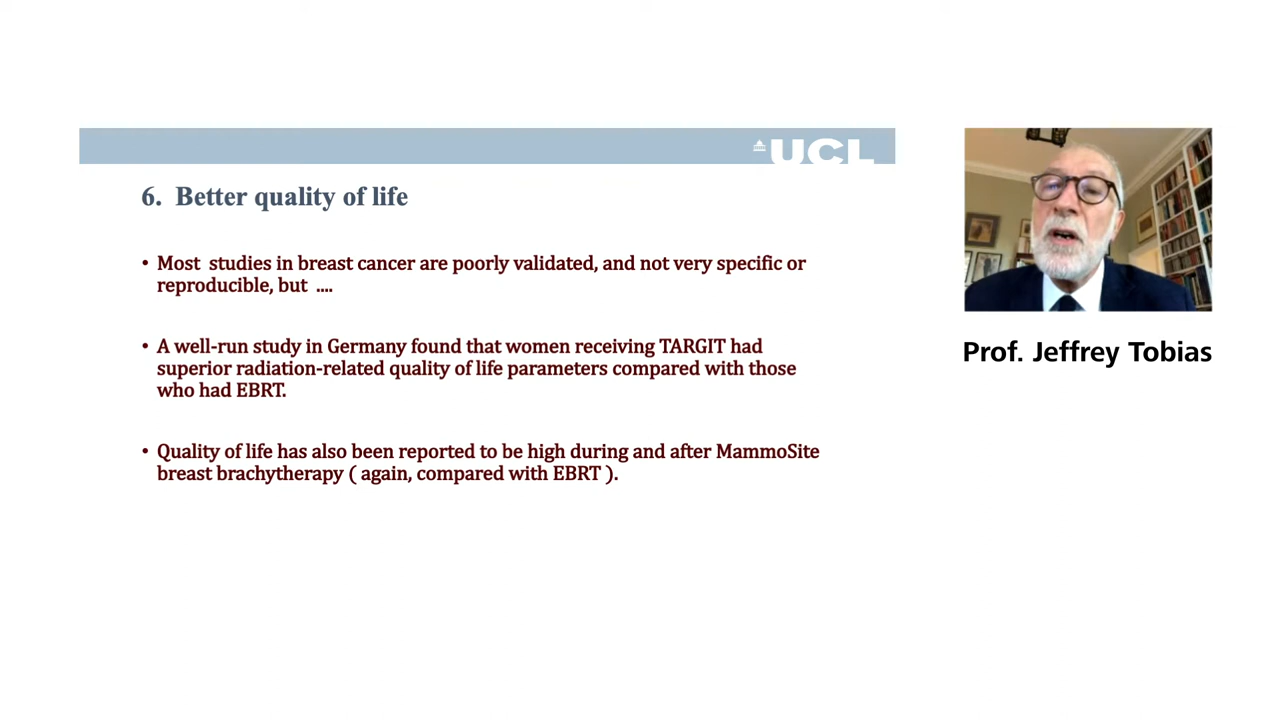 UCL
6. Better quality of life
• Most studies in breast cancer are poorly validated, and not very specific or
reproducible, but ....
• A well-run study in Germany found that women receiving TARGIT had
superior radiation-related quality of life parameters compared with those
who had EBRT.
• Quality of life has also been reported to be high during and after MammoSite
breast brachytherapy ( again, compared with EBRT ).
Prof. Jeffrey Tobias